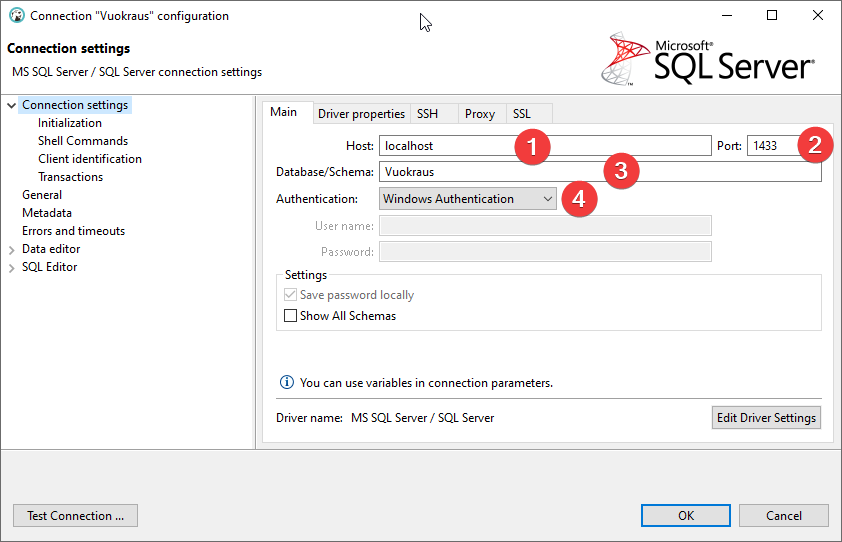 Connection "Vuokraus" configuration
Connection settings
MS SQL Server / SQL Server connection settings
Microsoft®
SQL Server®
Connection settings
Initialization
Shell Commands
Client identification
Transactions
General
Metadata
Errors and timeouts
Data editor
SQL Editor
Main Driver properties SSH Proxy SSL
Host: localhost 1 Port: 1433 2
Database/Schema: Vuokraus 3
Authentication: Windows Authentication 4
User name:
Password:
Settings
Save password locally
Show All Schemas
You can use variables in connection parameters.
Driver name: MS SQL Server / SQL Server Edit Driver Settings
Test Connection ... OK Cancel